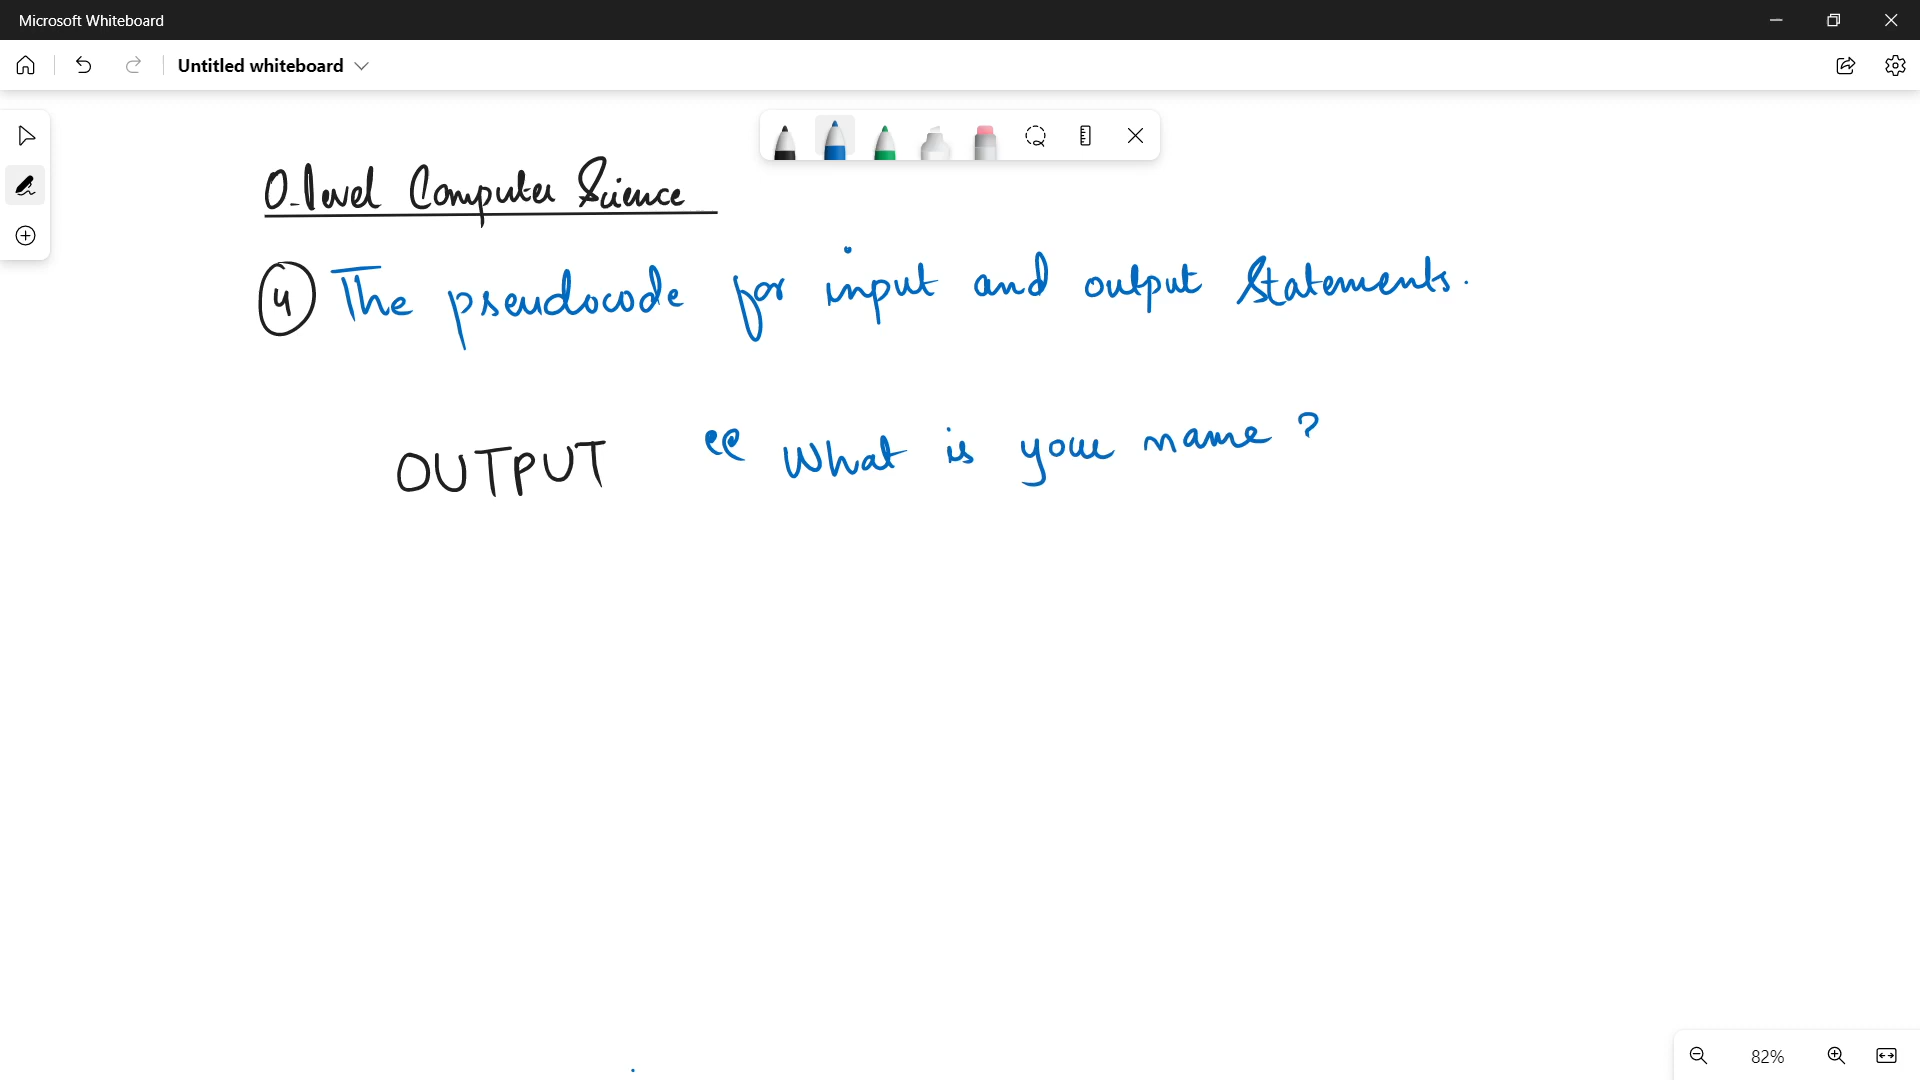 Microsoft Whiteboard
Untitled whiteboard
O-level Computer Science
4 The pseudocode for input and output statements.
OUTPUT “ What is your name ?
82%